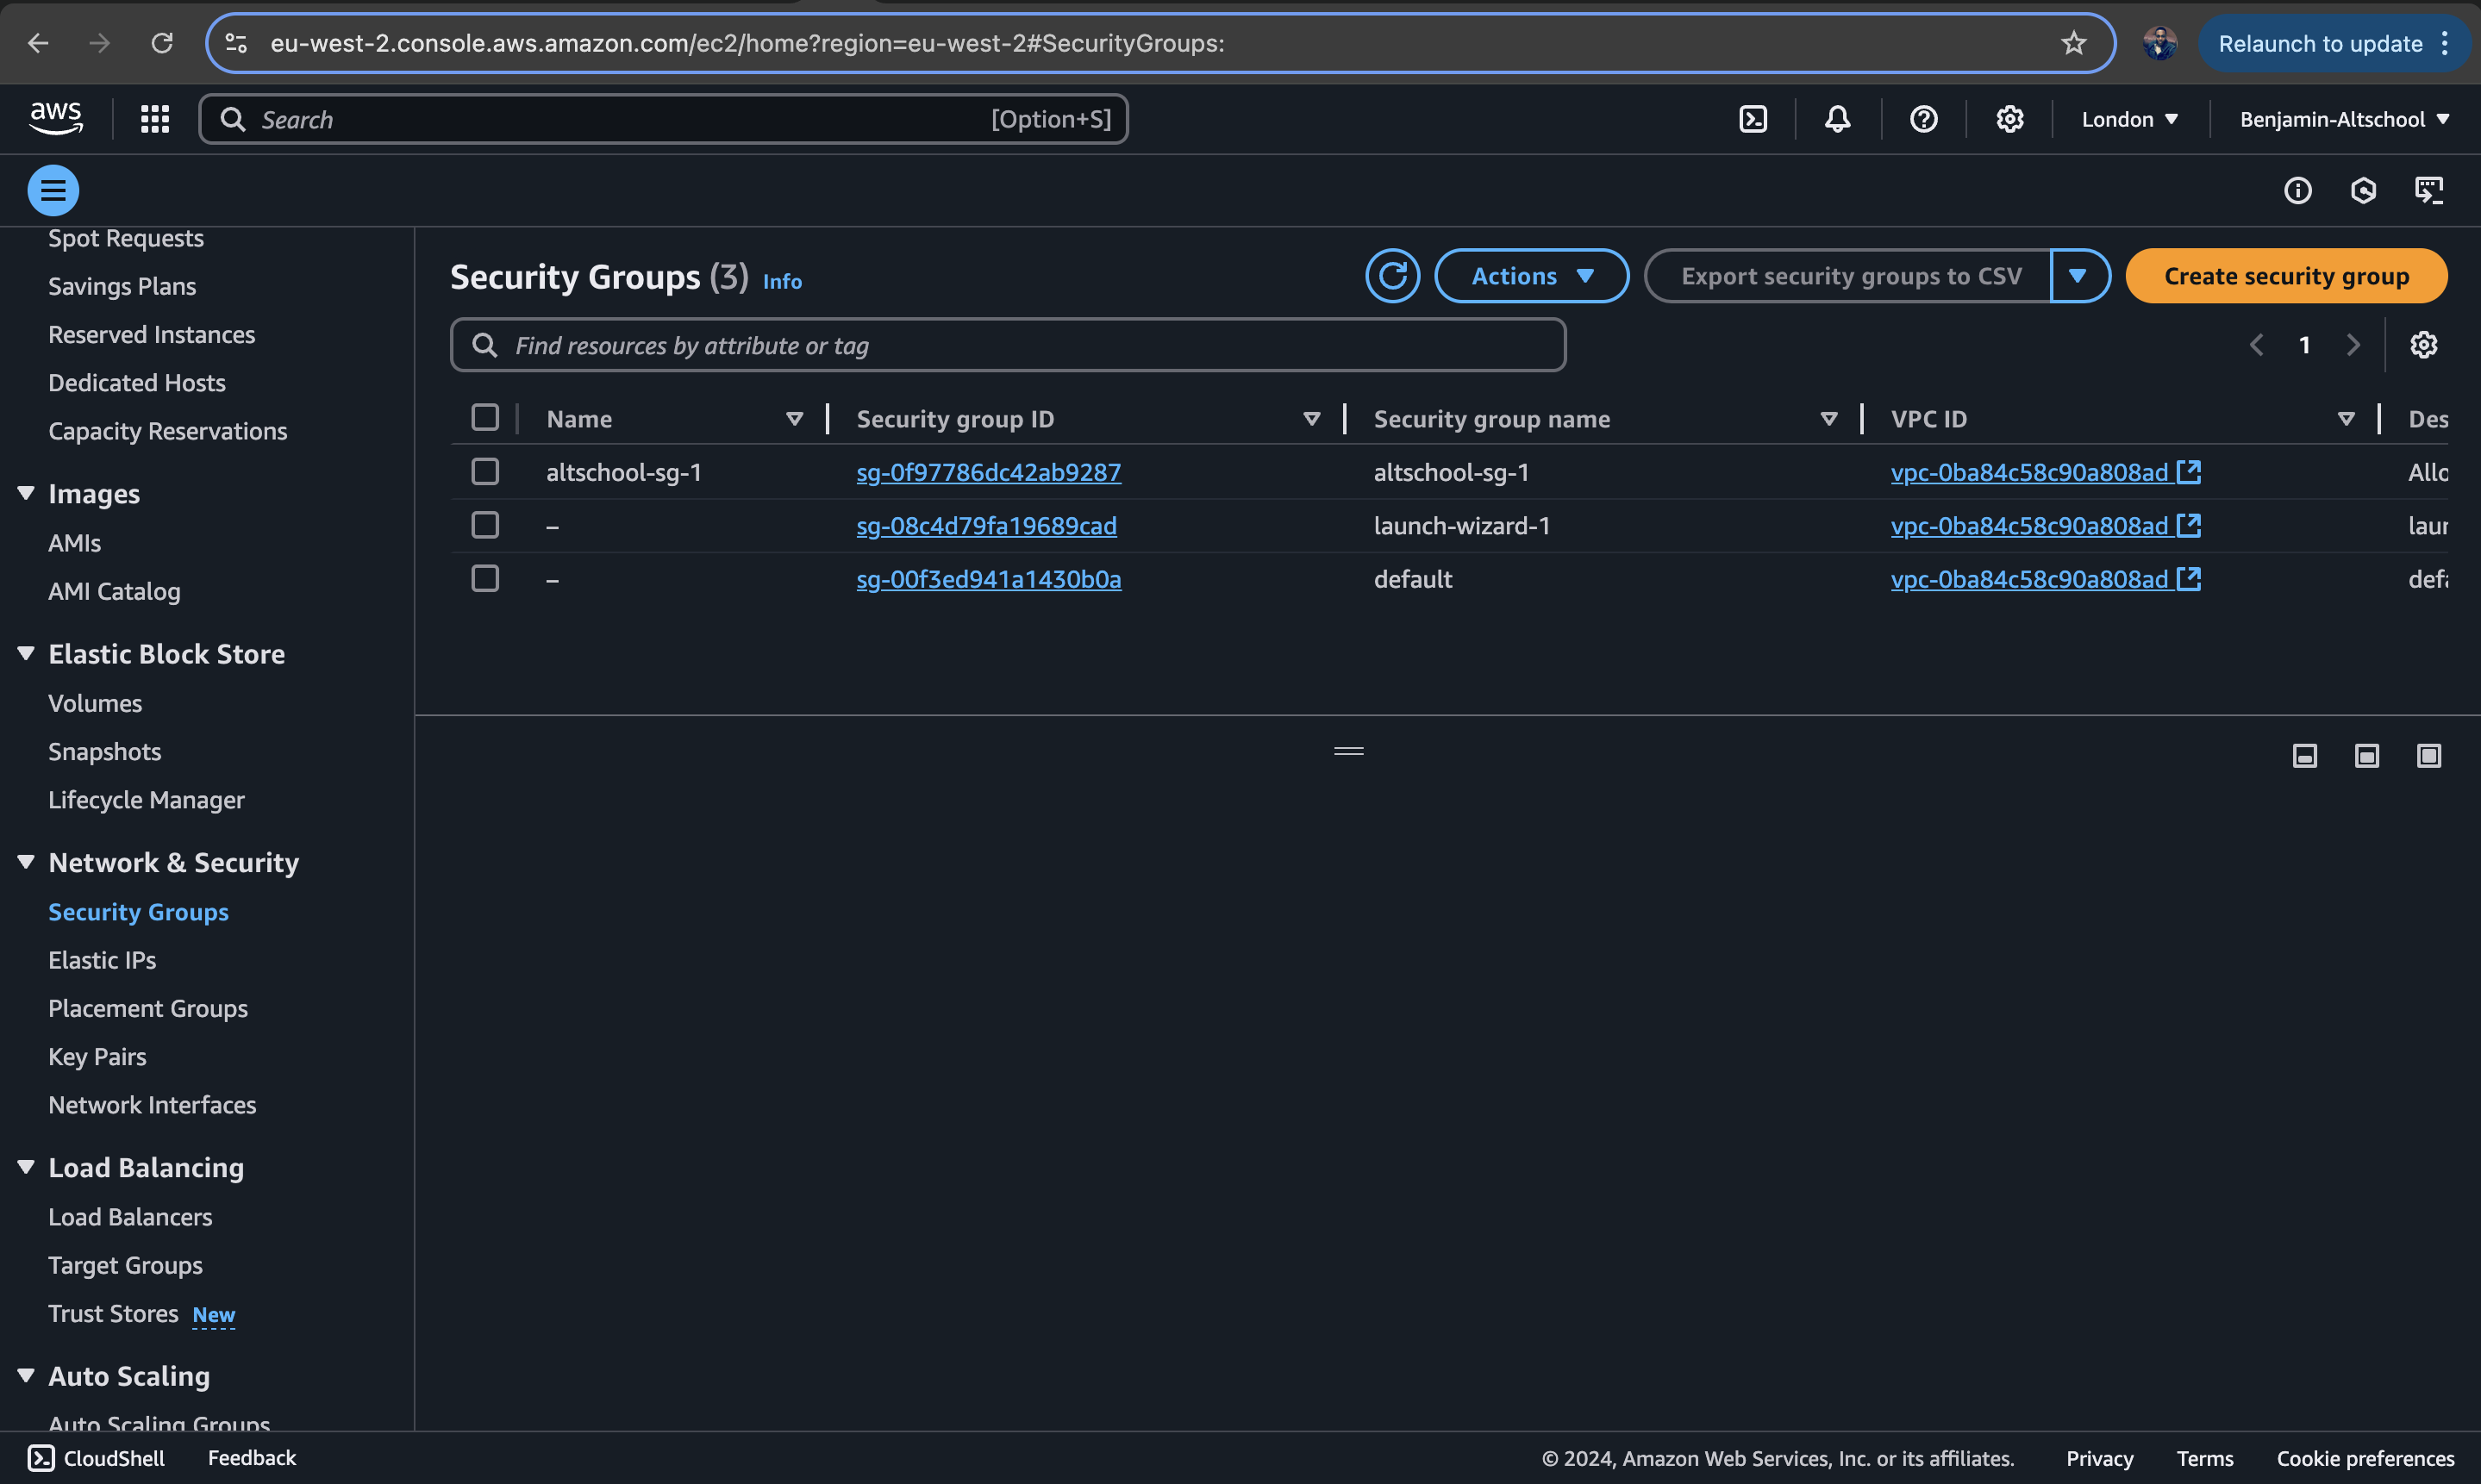 eu-west-2.console.aws.amazon.com/ec2/home?region=eu-west-2#SecurityGroups:
Relaunch to update
aws
Search
[Option+S]
London
Benjamin-Altschool
Spot Requests
Savings Plans
Reserved Instances
Dedicated Hosts
Capacity Reservations
Images
AMIs
AMI Catalog
Elastic Block Store
Volumes
Snapshots
Lifecycle Manager
Network & Security
Security Groups
Elastic IPs
Placement Groups
Key Pairs
Network Interfaces
Load Balancing
Load Balancers
Target Groups
Trust Stores New
Auto Scaling
Auto Scaling Groups
Security Groups (3) Info
Actions
Export security groups to CSV
Create security group
Find resources by attribute or tag
1
Name Security group ID Security group name VPC ID Des
altschool-sg-1 sg-0f97786dc42ab9287 altschool-sg-1 vpc-0ba84c58c90a808ad Allo
– sg-08c4d79fa19689cad launch-wizard-1 vpc-0ba84c58c90a808ad laun
– sg-00f3ed941a1430b0a default vpc-0ba84c58c90a808ad defa
CloudShell Feedback © 2024, Amazon Web Services, Inc. or its affiliates. Privacy Terms Cookie preferences